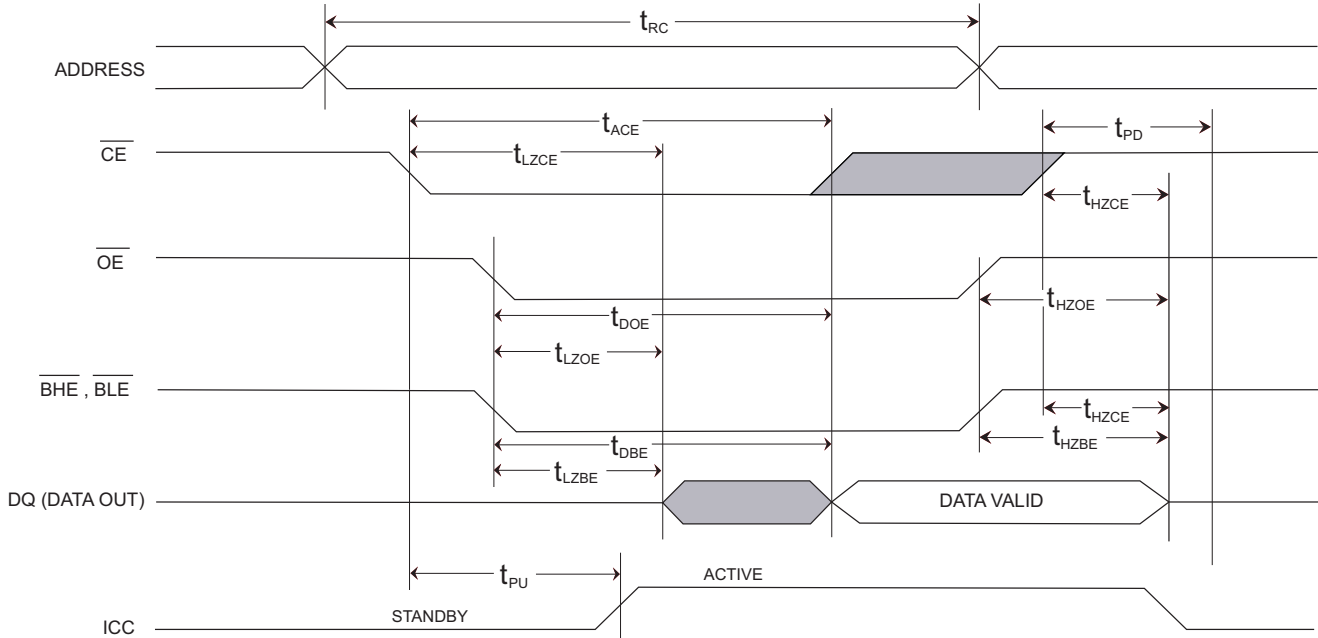 tRC
ADDRESS
tACE
tPD
CE
tLZCE
tHZCE
OE
tHZOE
tDOE
tLZOE
BHE , BLE
tHZCE
tDBE
tHZBE
tLZBE
DQ (DATA OUT)
DATA VALID
tPU
ACTIVE
STANDBY
ICC